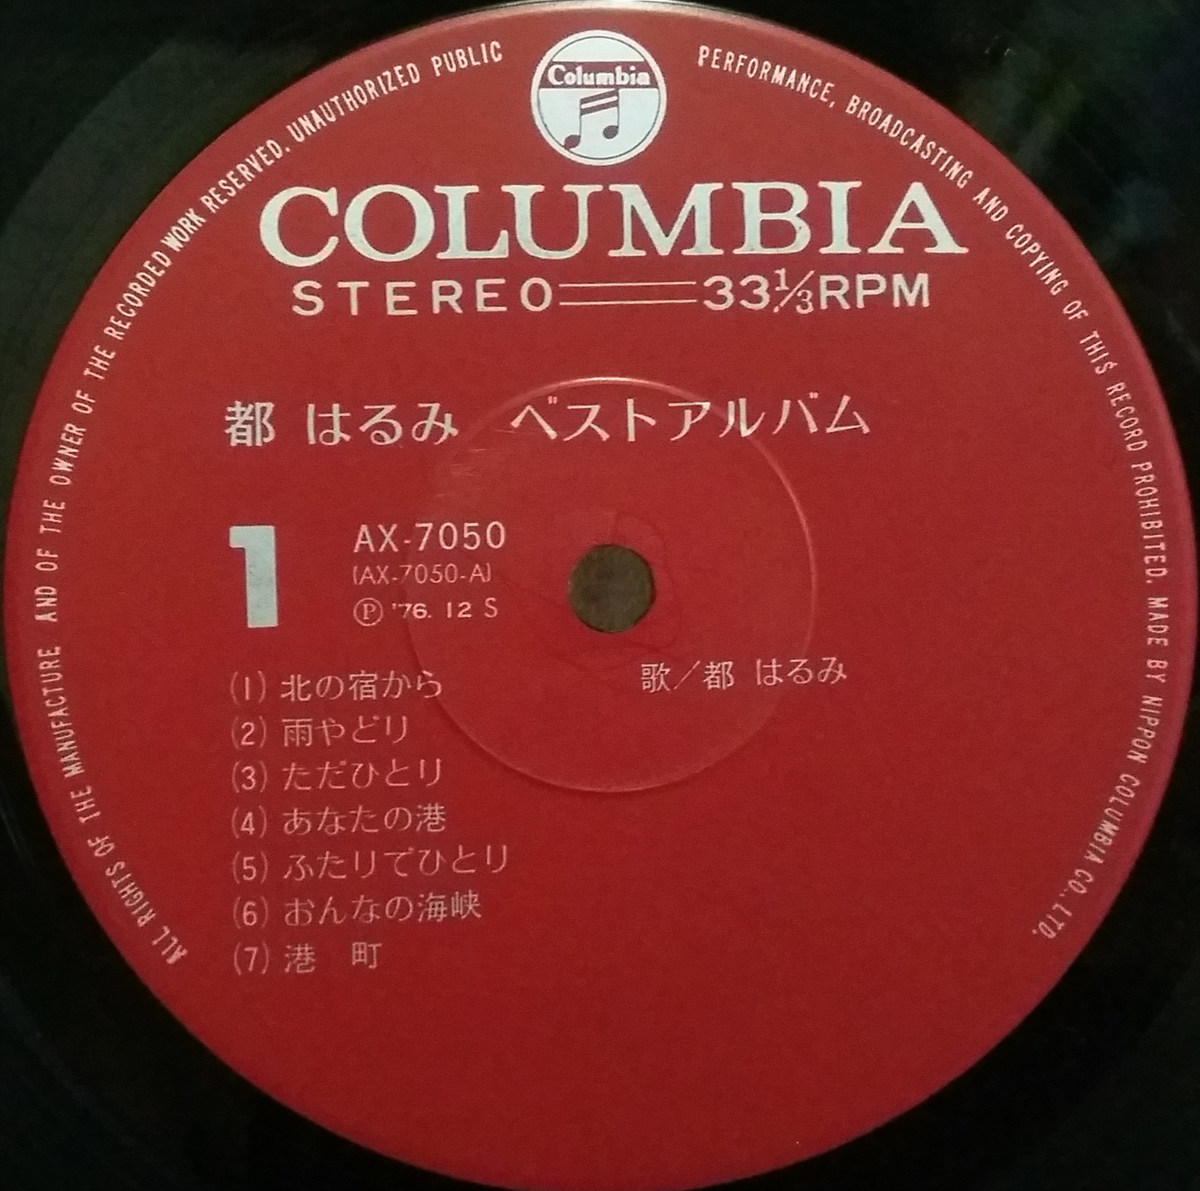 ALL RIGHTS OF THE MANUFACTURE AND OF THE OWNER OF THE RECORDED WORK RESERVED. UNAUTHORIZED PUBLIC PERFORMANCE, BROADCASTING AND COPYING OF THIS RECORD PROHIBITED. MADE BY NIPPON COLUMBIA CO., LTD.
Columbia
COLUMBIA
STEREO 33⅓RPM
都 はるみ ベストアルバム
1
AX-7050
(AX-7050-A)
Ⓟ '76. 12 S
歌/都 はるみ
(1) 北の宿から
(2) 雨やどり
(3) ただひとり
(4) あなたの港
(5) ふたりでひとり
(6) おんなの海峡
(7) 港 町